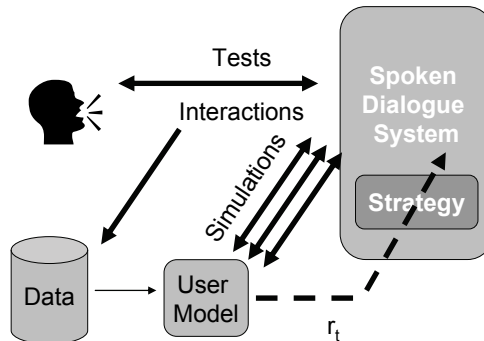 Tests
Interactions
Simulations
Spoken
Dialogue
System
Strategy
Data
User
Model
r_t